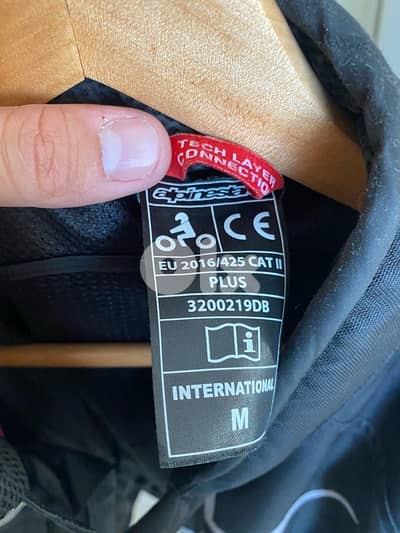 TECH LAYER
CONNECTION
alpinestars
CE
EU 2016/425 CAT II
PLUS
3200219DB
i
INTERNATIONAL
M